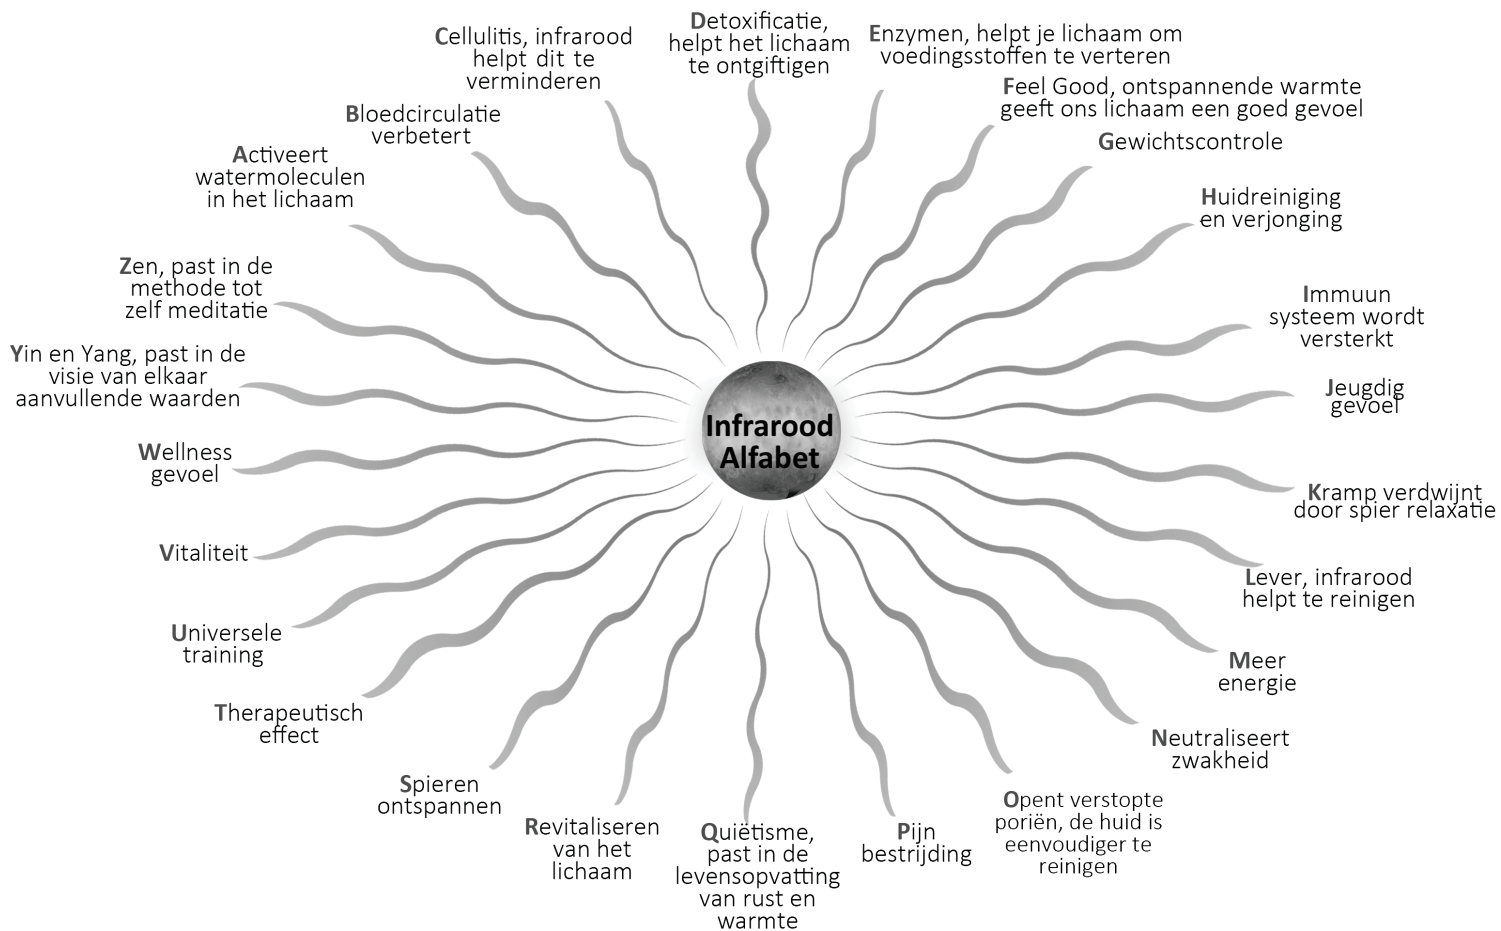 Infrarood
Alfabet
Activeert
watermoleculen
in het lichaam
Bloedcirculatie
verbetert
Cellulitis, infrarood
helpt dit te
verminderen
Detoxificatie,
helpt het lichaam
te ontgiftigen
Enzymen, helpt je lichaam om
voedingsstoffen te verteren
Feel Good, ontspannende warmte
geeft ons lichaam een goed gevoel
Gewichtscontrole
Huidreiniging
en verjonging
Immuun
systeem wordt
versterkt
Jeugdig
gevoel
Kramp verdwijnt
door spier relaxatie
Lever, infrarood
helpt te reinigen
Meer
energie
Neutraliseert
zwakheid
Opent verstopte
poriën, de huid is
eenvoudiger te
reinigen
Pijn
bestrijding
Quiëtisme,
past in de
levensopvatting
van rust en
warmte
Revitaliseren
van het
lichaam
Spieren
ontspannen
Therapeutisch
effect
Universele
training
Vitaliteit
Wellness
gevoel
Yin en Yang, past in de
visie van elkaar
aanvullende waarden
Zen, past in de
methode tot
zelf meditatie